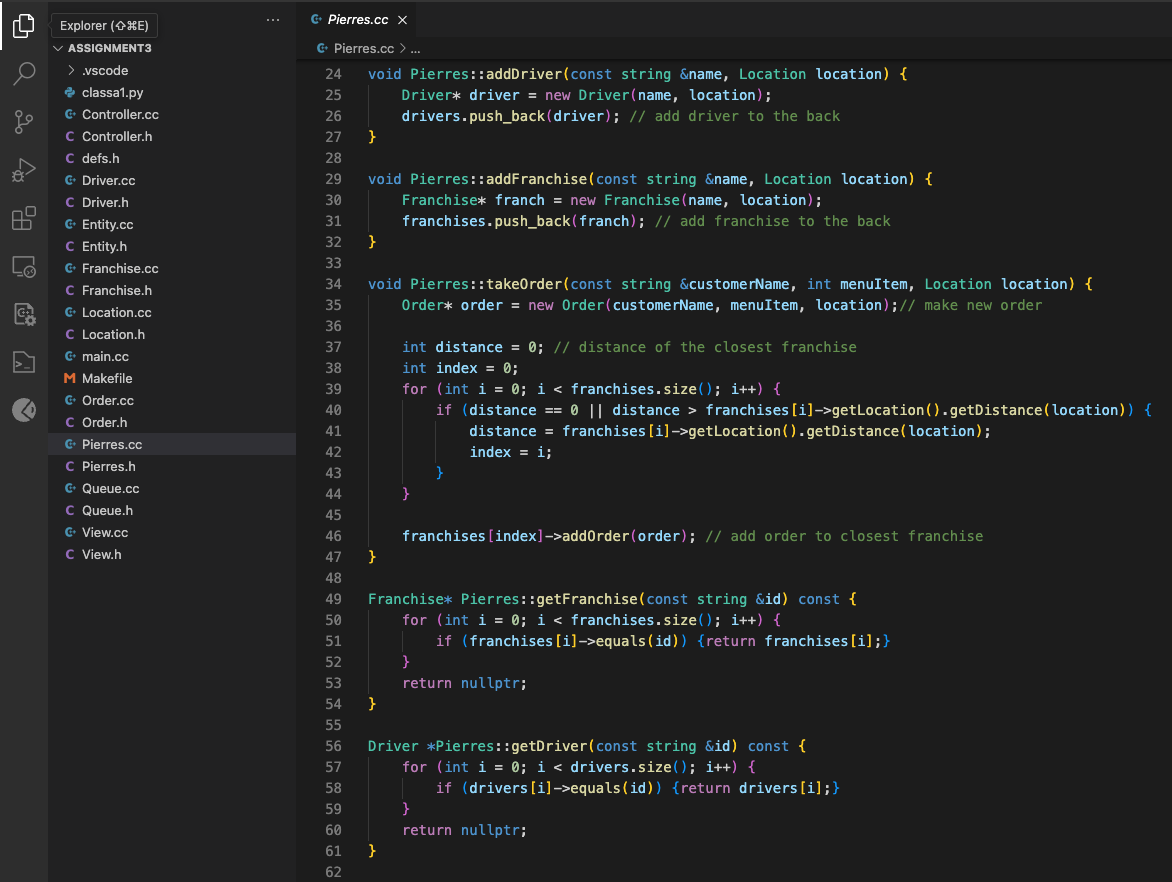 Explorer (⇧⌘E)
...
ASSIGNMENT3
.vscode
classa1.py
Controller.cc
Controller.h
defs.h
Driver.cc
Driver.h
Entity.cc
Entity.h
Franchise.cc
Franchise.h
Location.cc
Location.h
main.cc
Makefile
Order.cc
Order.h
Pierres.cc
Pierres.h
Queue.cc
Queue.h
View.cc
View.h
Pierres.cc
Pierres.cc > ...
24 void Pierres::addDriver(const string &name, Location location) {
25     Driver* driver = new Driver(name, location);
26     drivers.push_back(driver); // add driver to the back
27 }
28
29 void Pierres::addFranchise(const string &name, Location location) {
30     Franchise* franch = new Franchise(name, location);
31     franchises.push_back(franch); // add franchise to the back
32 }
33
34 void Pierres::takeOrder(const string &customerName, int menuItem, Location location) {
35     Order* order = new Order(customerName, menuItem, location);// make new order
36
37     int distance = 0; // distance of the closest franchise
38     int index = 0;
39     for (int i = 0; i < franchises.size(); i++) {
40         if (distance == 0 || distance > franchises[i]->getLocation().getDistance(location)) {
41             distance = franchises[i]->getLocation().getDistance(location);
42             index = i;
43         }
44     }
45
46     franchises[index]->addOrder(order); // add order to closest franchise
47 }
48
49 Franchise* Pierres::getFranchise(const string &id) const {
50     for (int i = 0; i < franchises.size(); i++) {
51         if (franchises[i]->equals(id)) {return franchises[i];}
52     }
53     return nullptr;
54 }
55
56 Driver *Pierres::getDriver(const string &id) const {
57     for (int i = 0; i < drivers.size(); i++) {
58         if (drivers[i]->equals(id)) {return drivers[i];}
59     }
60     return nullptr;
61 }
62